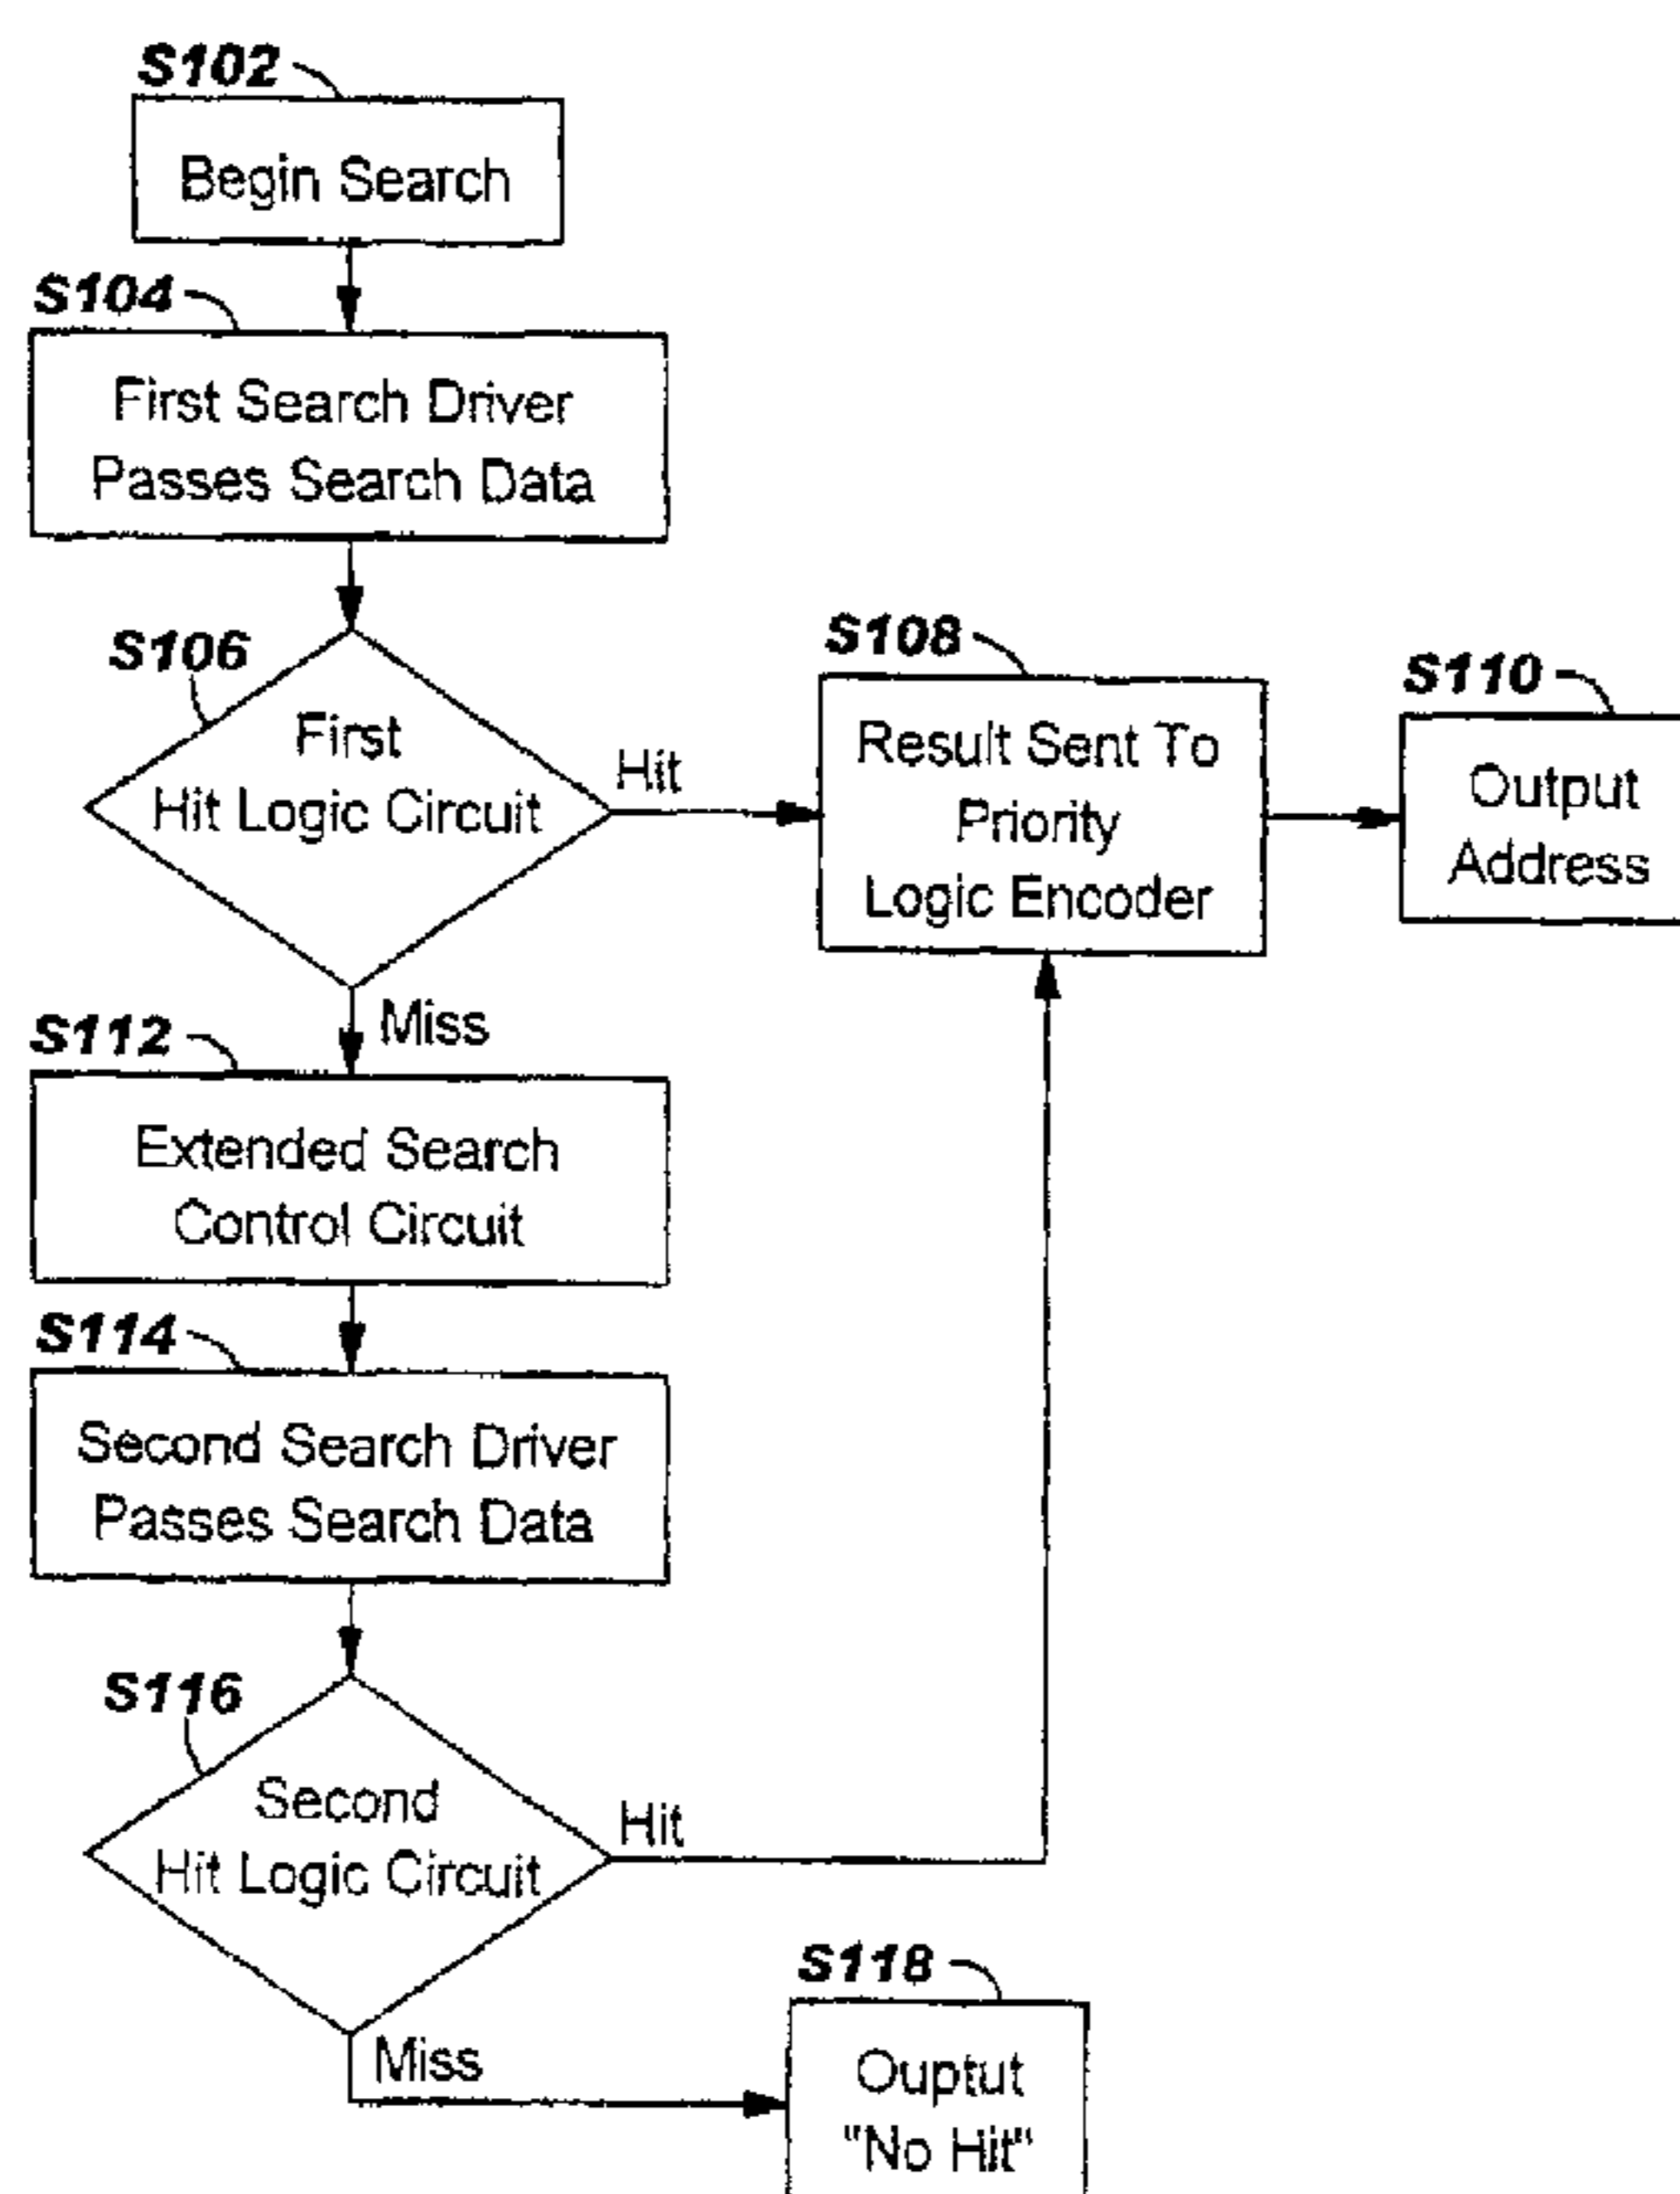 S102
Begin Search
S104
First Search Driver
Passes Search Data
S106
First
Hit Logic Circuit
Hit
Miss
S108
Result Sent To
Priority
Logic Encoder
S110
Output
Address
S112
Extended Search
Control Circuit
S114
Second Search Driver
Passes Search Data
S116
Second
Hit Logic Circuit
Hit
Miss
S118
Ouptut
"No Hit"